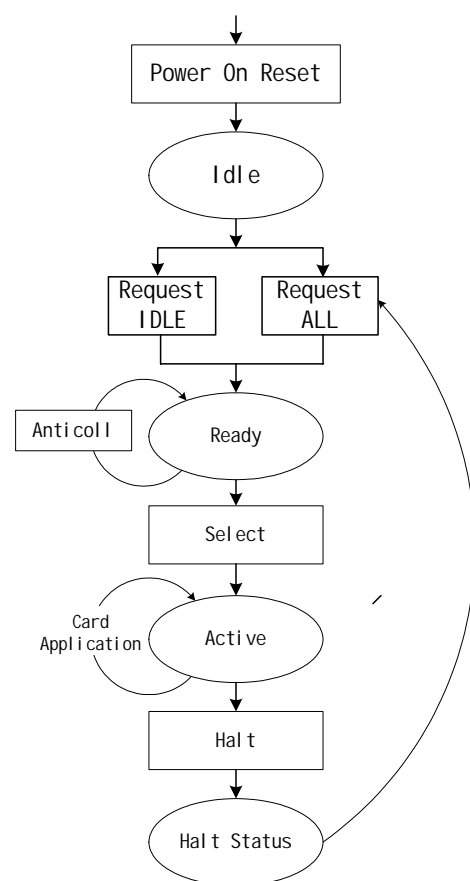 Power On Reset
Idle
Request
IDLE
Request
ALL
Anticoll
Ready
Select
Card
Application
Active
Halt
Halt Status